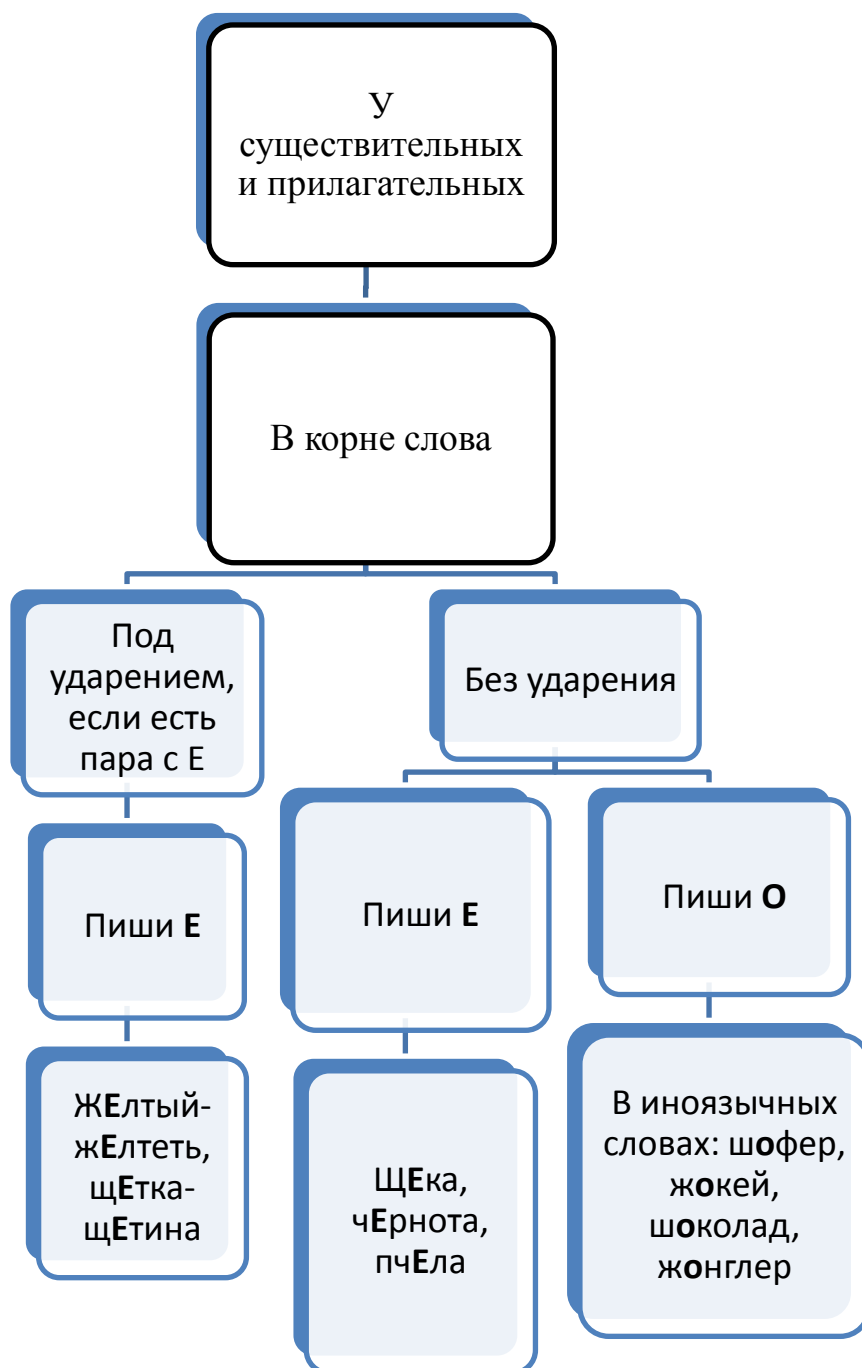 У
существительных
и прилагательных
В корне слова
Под
ударением,
если есть
пара с Е
Без ударения
Пиши Е
Пиши Е
Пиши О
ЖЕлтый-
жЕлтеть,
щЕтка-
щЕтина
ЩЕка,
чЕрнота,
пчЕла
В иноязычных
словах: шофер,
жокей,
шоколад,
жонглер